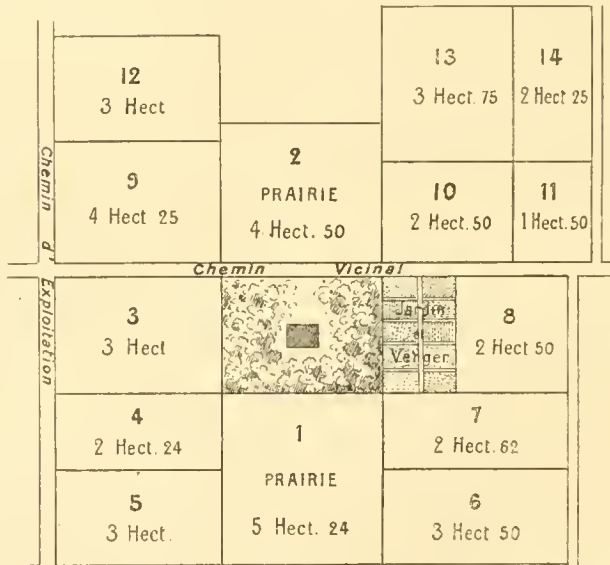 12
3 Hect
13
3 Hect. 75
14
2 Hect 25
9
4 Hect 25
2
PRAIRIE
4 Hect. 50
10
2 Hect. 50
11
1 Hect. 50
Chemin d'Exploitation
Chemin Vicinal
3
3 Hect
Jardin
et
Verger
8
2 Hect 50
4
2 Hect. 24
1
PRAIRIE
5 Hect. 24
7
2 Hect. 62
5
3 Hect.
6
3 Hect 50